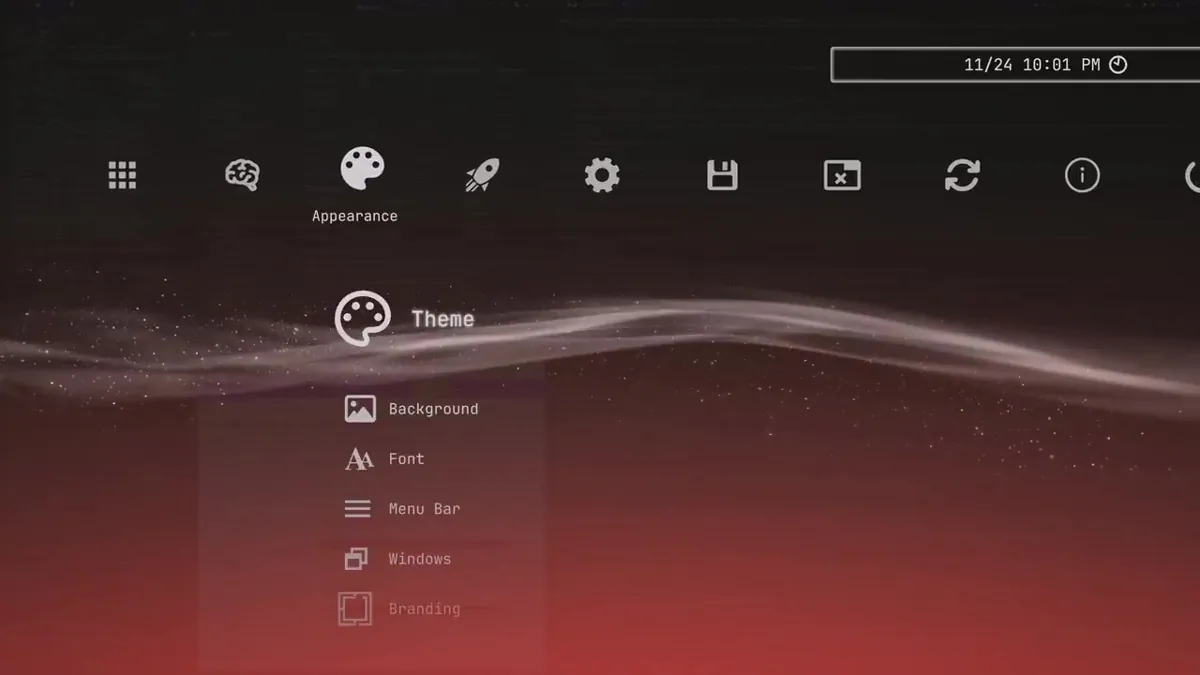 11/24 10:01 PM
Appearance
Theme
Background
Font
Menu Bar
Windows
Branding